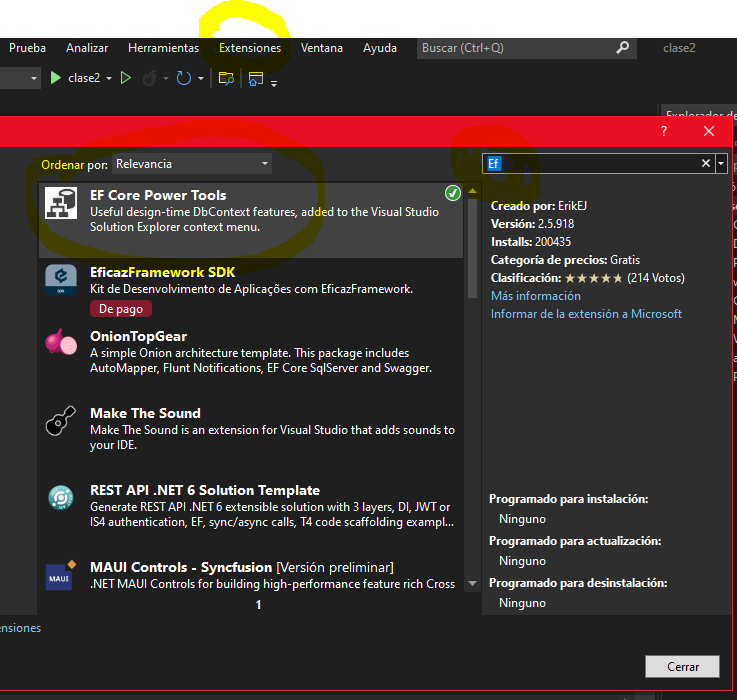 Prueba Analizar Herramientas Extensiones Ventana Ayuda Buscar (Ctrl+Q) clase2
clase2
Explorador de
?
Ordenar por: Relevancia
Ef
EF Core Power Tools
Useful design-time DbContext features, added to the Visual Studio
Solution Explorer context menu.
EficazFramework SDK
Kit de Desenvolvimento de Aplicações com EficazFramework.
De pago
OnionTopGear
A simple Onion architecture template. This package includes
AutoMapper, Flunt Notifications, EF Core SqlServer and Swagger.
Make The Sound
Make The Sound is an extension for Visual Studio that adds sounds to
your IDE.
REST API .NET 6 Solution Template
Generate REST API .NET 6 extensible solution with 3 layers, DI, JWT or
IS4 authentication, EF, sync/async calls, T4 code scaffolding exampl...
MAUI
MAUI Controls - Syncfusion [Versión preliminar]
.NET MAUI Controls for building high-performance feature rich Cross
1
Creado por: ErikEJ
Versión: 2.5.918
Installs: 200435
Categoría de precios: Gratis
Clasificación: ★★★★★ (214 Votos)
Más información
Informar de la extensión a Microsoft
Programado para instalación:
Ninguno
Programado para actualización:
Ninguno
Programado para desinstalación:
Ninguno
ensiones
Cerrar